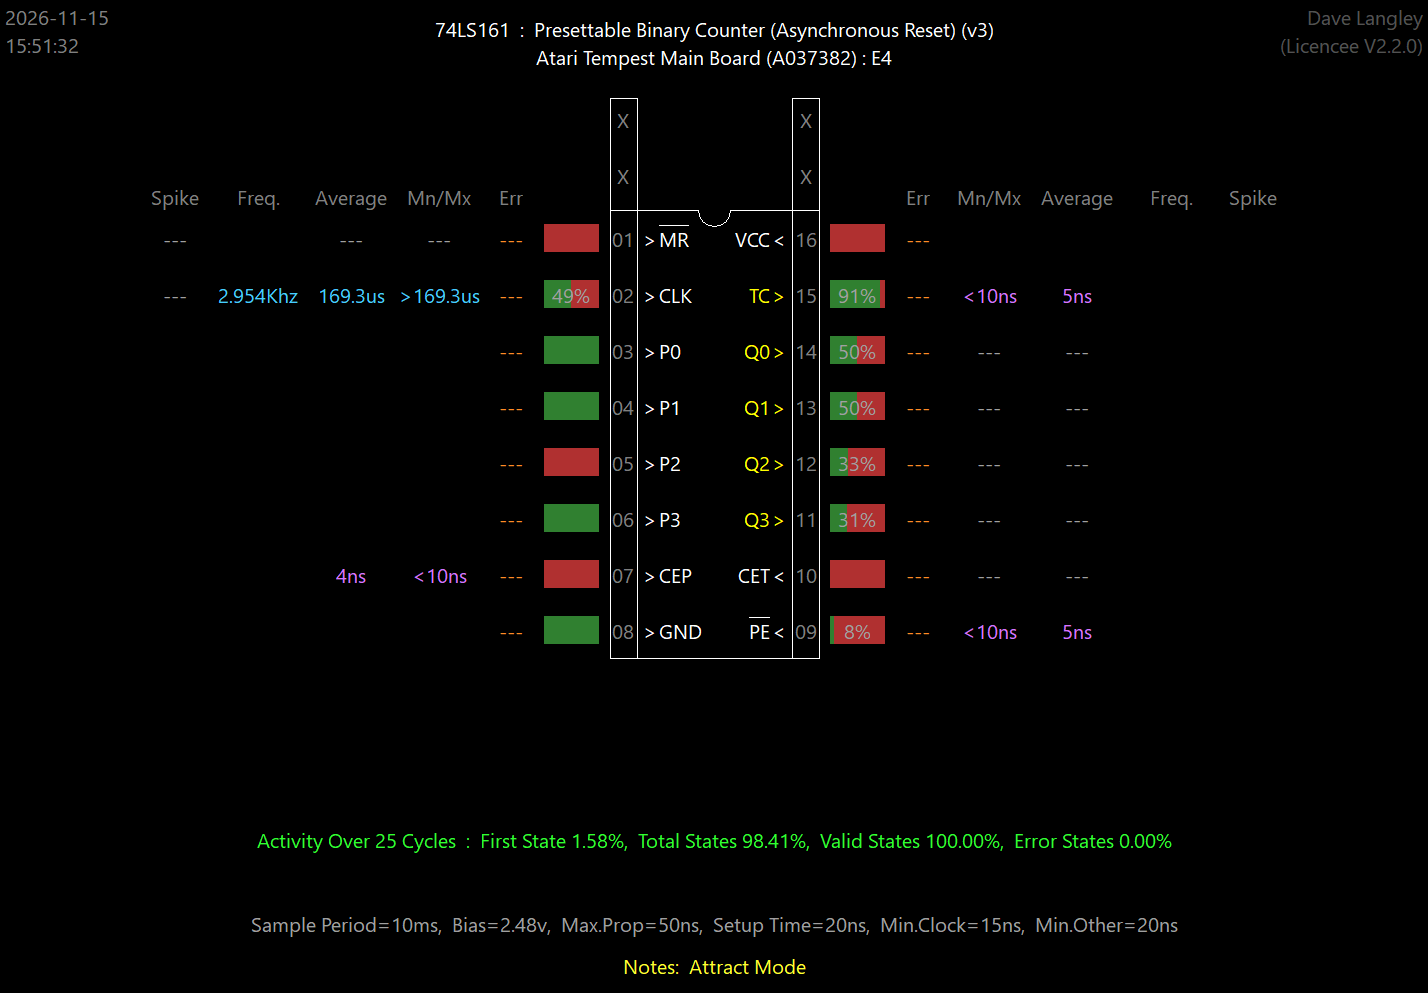 2026-11-15
15:51:32
74LS161 : Presettable Binary Counter (Asynchronous Reset) (v3)
Atari Tempest Main Board (A037382) : E4
Dave Langley
(Licencee V2.2.0)
X X
X X
Spike Freq. Average Mn/Mx Err Err Mn/Mx Average Freq. Spike
--- --- --- --- 01 >MR VCC< 16 ---
--- 2.954Khz 169.3us >169.3us --- 49% 02 >CLK TC> 15 91% --- <10ns 5ns
--- 03 >P0 Q0> 14 50% --- --- ---
--- 04 >P1 Q1> 13 50% --- --- ---
--- 05 >P2 Q2> 12 33% --- --- ---
--- 06 >P3 Q3> 11 31% --- --- ---
4ns <10ns --- 07 >CEP CET< 10 --- --- ---
--- 08 >GND PE< 09 8% --- <10ns 5ns
Activity Over 25 Cycles : First State 1.58%, Total States 98.41%, Valid States 100.00%, Error States 0.00%
Sample Period=10ms, Bias=2.48v, Max.Prop=50ns, Setup Time=20ns, Min.Clock=15ns, Min.Other=20ns
Notes: Attract Mode